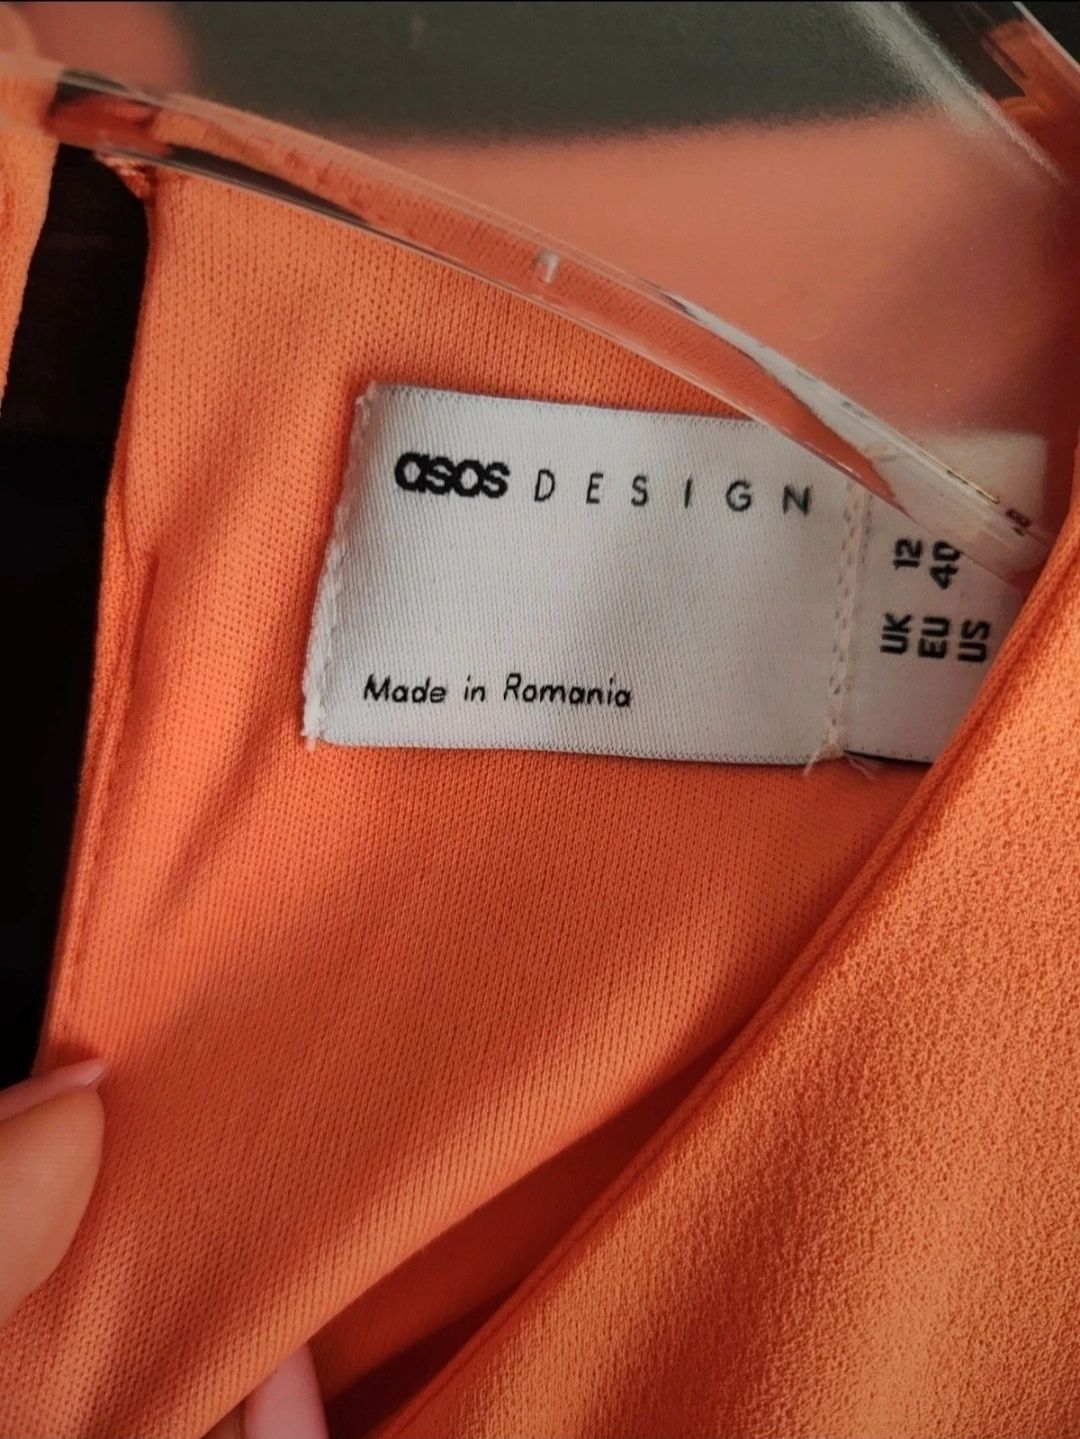 asos DESIGN
Made in Romania
UK 12
EU 40
US